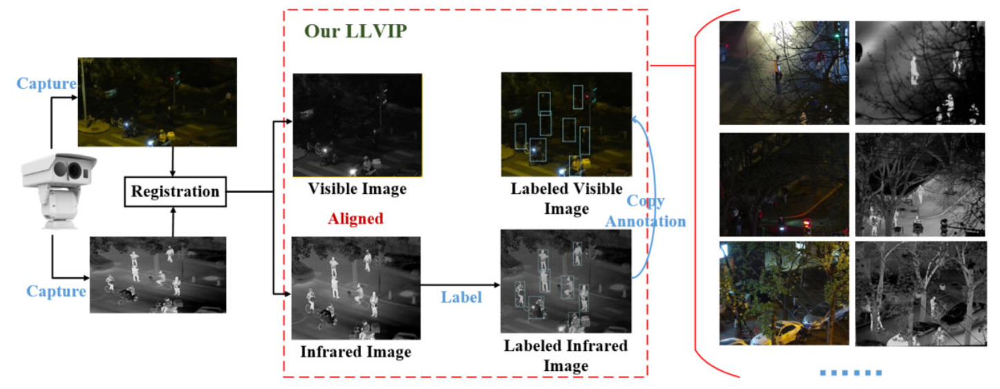 Our LLVIP
Capture
Registration
Capture
Visible Image
Aligned
Infrared Image
Label
Labeled Visible
Image
Copy
Annotation
Labeled Infrared
Image